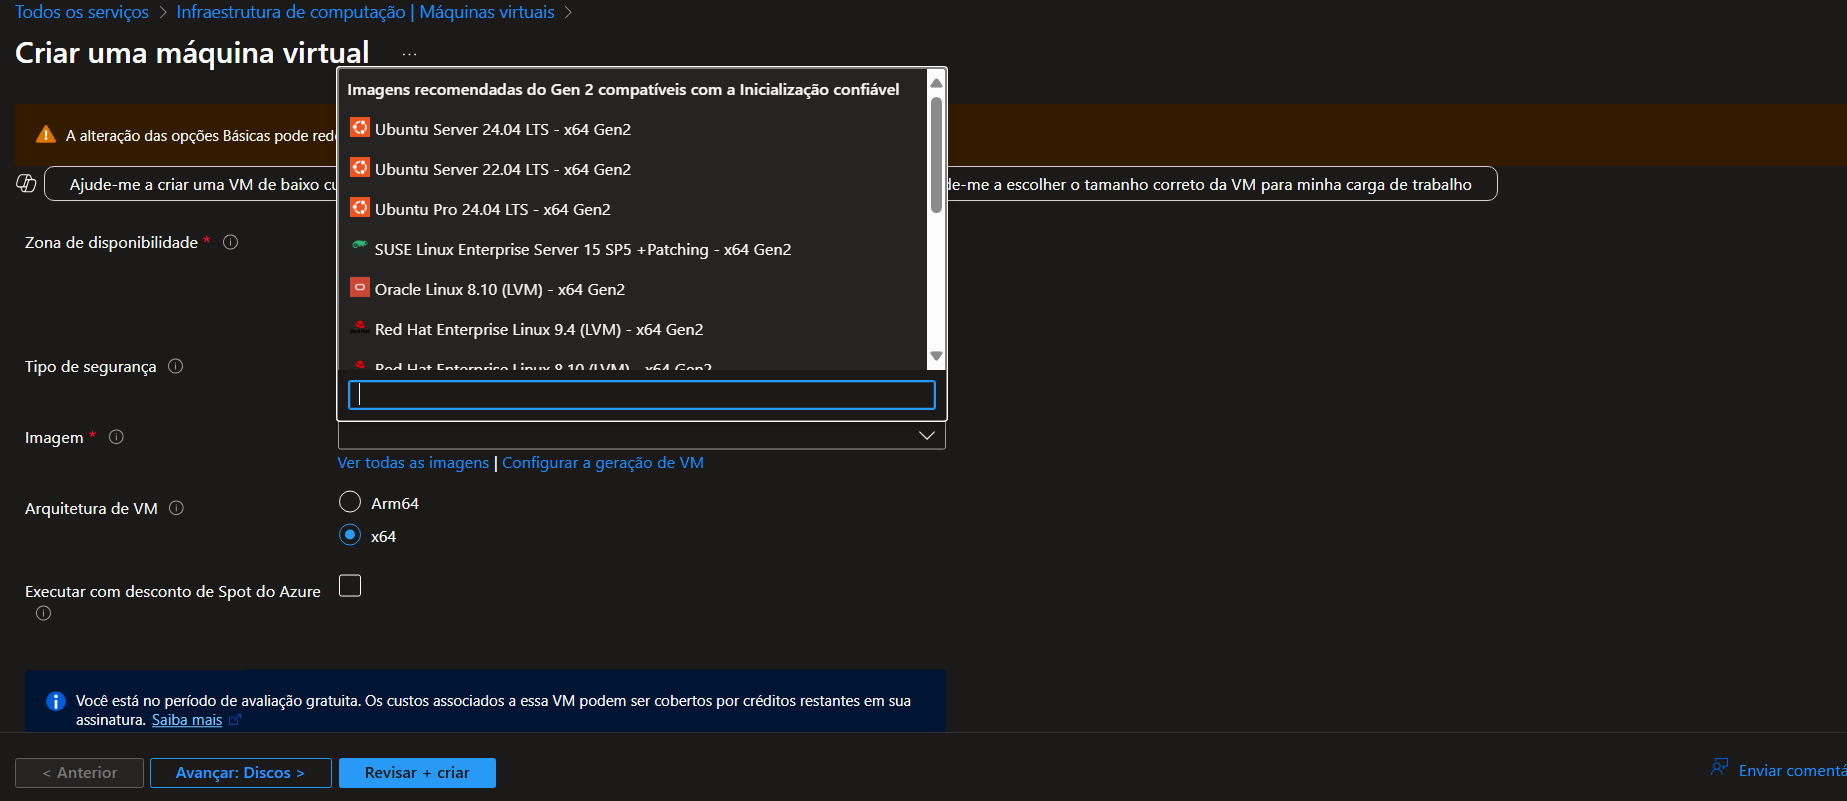 Todos os serviços > Infraestrutura de computação | Máquinas virtuais >
Criar uma máquina virtual ...
Imagens recomendadas do Gen 2 compatíveis com a Inicialização confiável
Ubuntu Server 24.04 LTS - x64 Gen2
A alteração das opções Básicas pode
Ubuntu Server 22.04 LTS - x64 Gen2
Ajude-me a criar uma VM de baixo
me a escolher o tamanho correto da VM para minha carga de trabalho
Ubuntu Pro 24.04 LTS - x64 Gen2
Zona de disponibilidade *
SUSE Linux Enterprise Server 15 SP5 +Patching - x64 Gen2
Oracle Linux 8.10 (LVM) - x64 Gen2
Red Hat Enterprise Linux 9.4 (LVM) - x64 Gen2
Red Hat Enterprise Linux 8.10 (LVM) - x64 Gen2
Tipo de segurança
Imagem *
Ver todas as imagens | Configurar a geração de VM
Arquitetura de VM
Arm64
x64
Executar com desconto de Spot do Azure
Você está no período de avaliação gratuita. Os custos associados a essa VM podem ser cobertos por créditos restantes em sua
assinatura. Saiba mais
< Anterior
Avançar: Discos >
Revisar + criar
Enviar